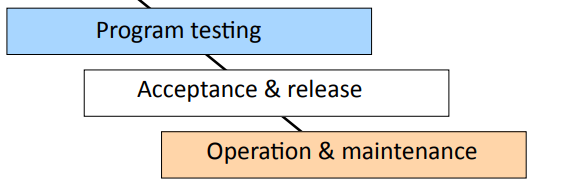 Program testing
Acceptance & release
Operation & maintenance